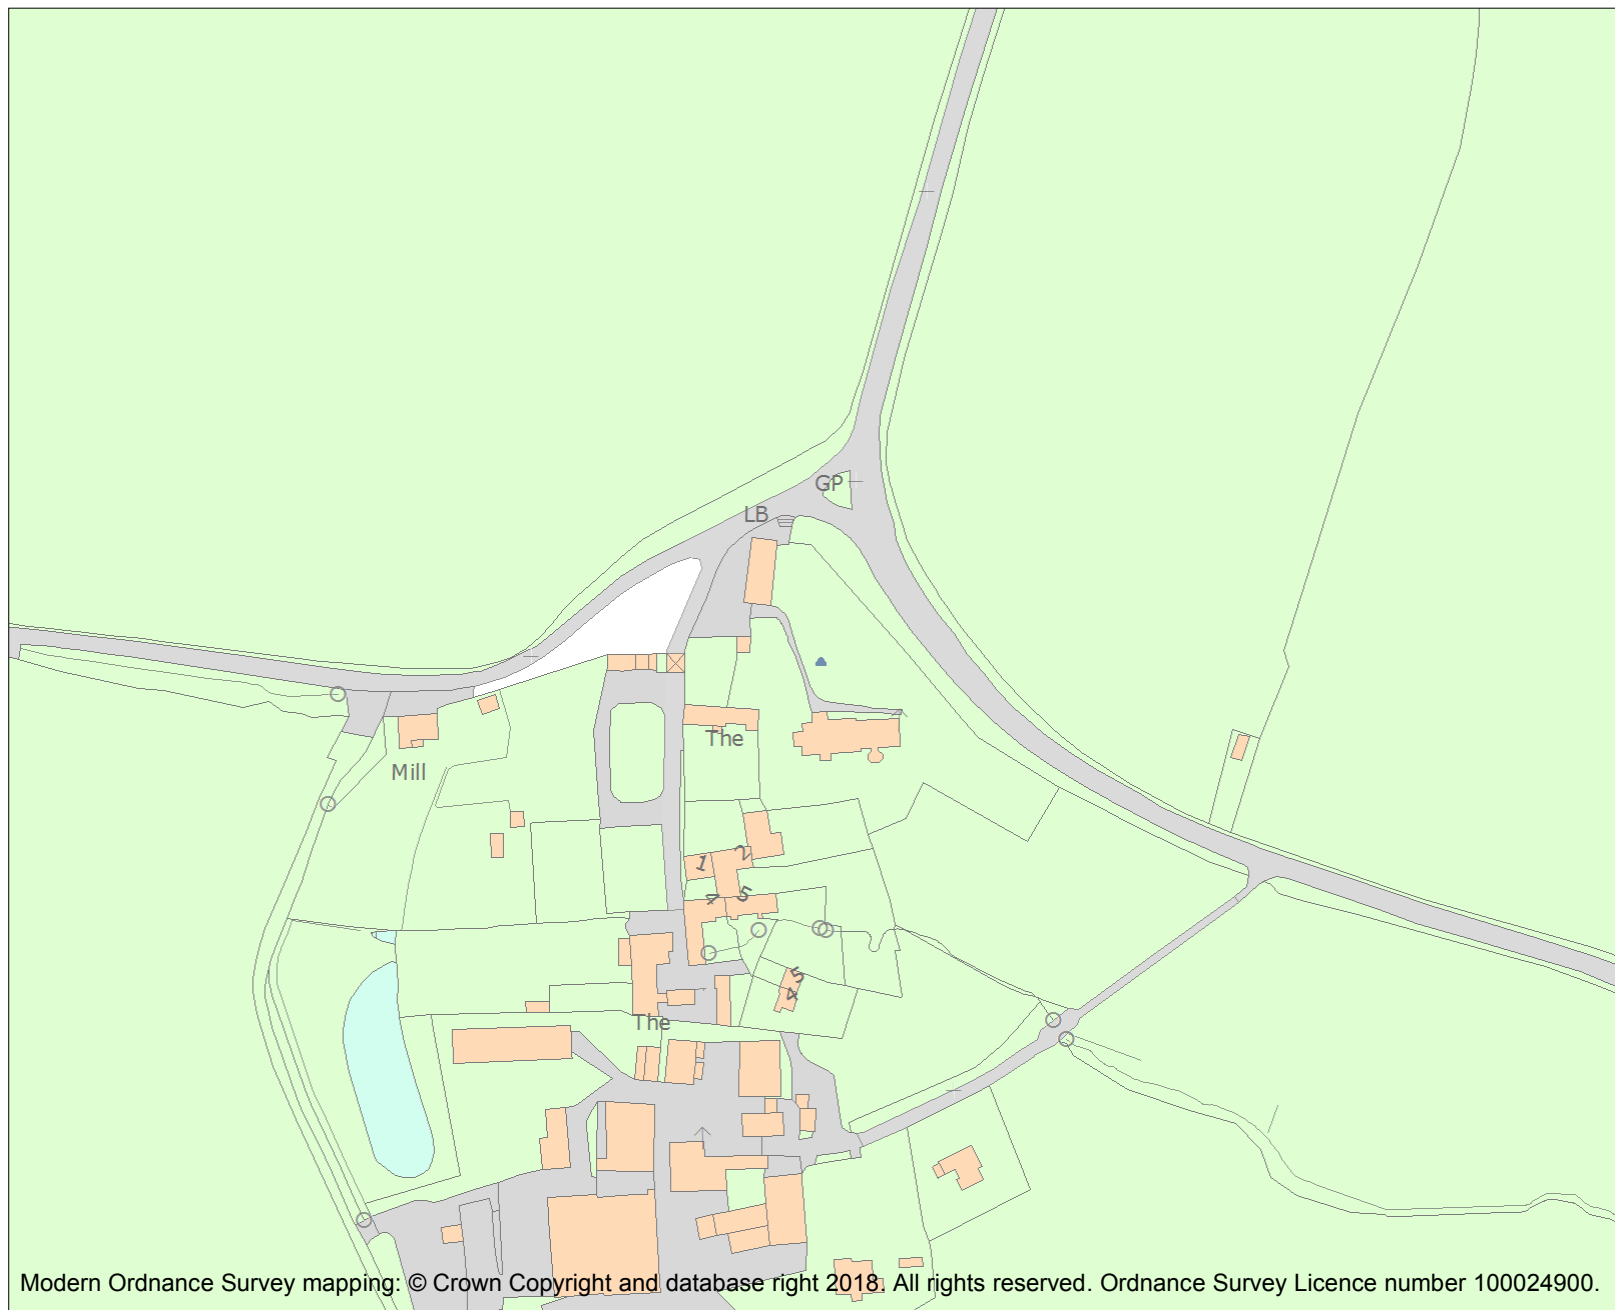 GP
LB
The
Mill
1 2
4 5
5
4
The
Modern Ordnance Survey mapping: © Crown Copyright and database right 2018. All rights reserved. Ordnance Survey Licence number 100024900.